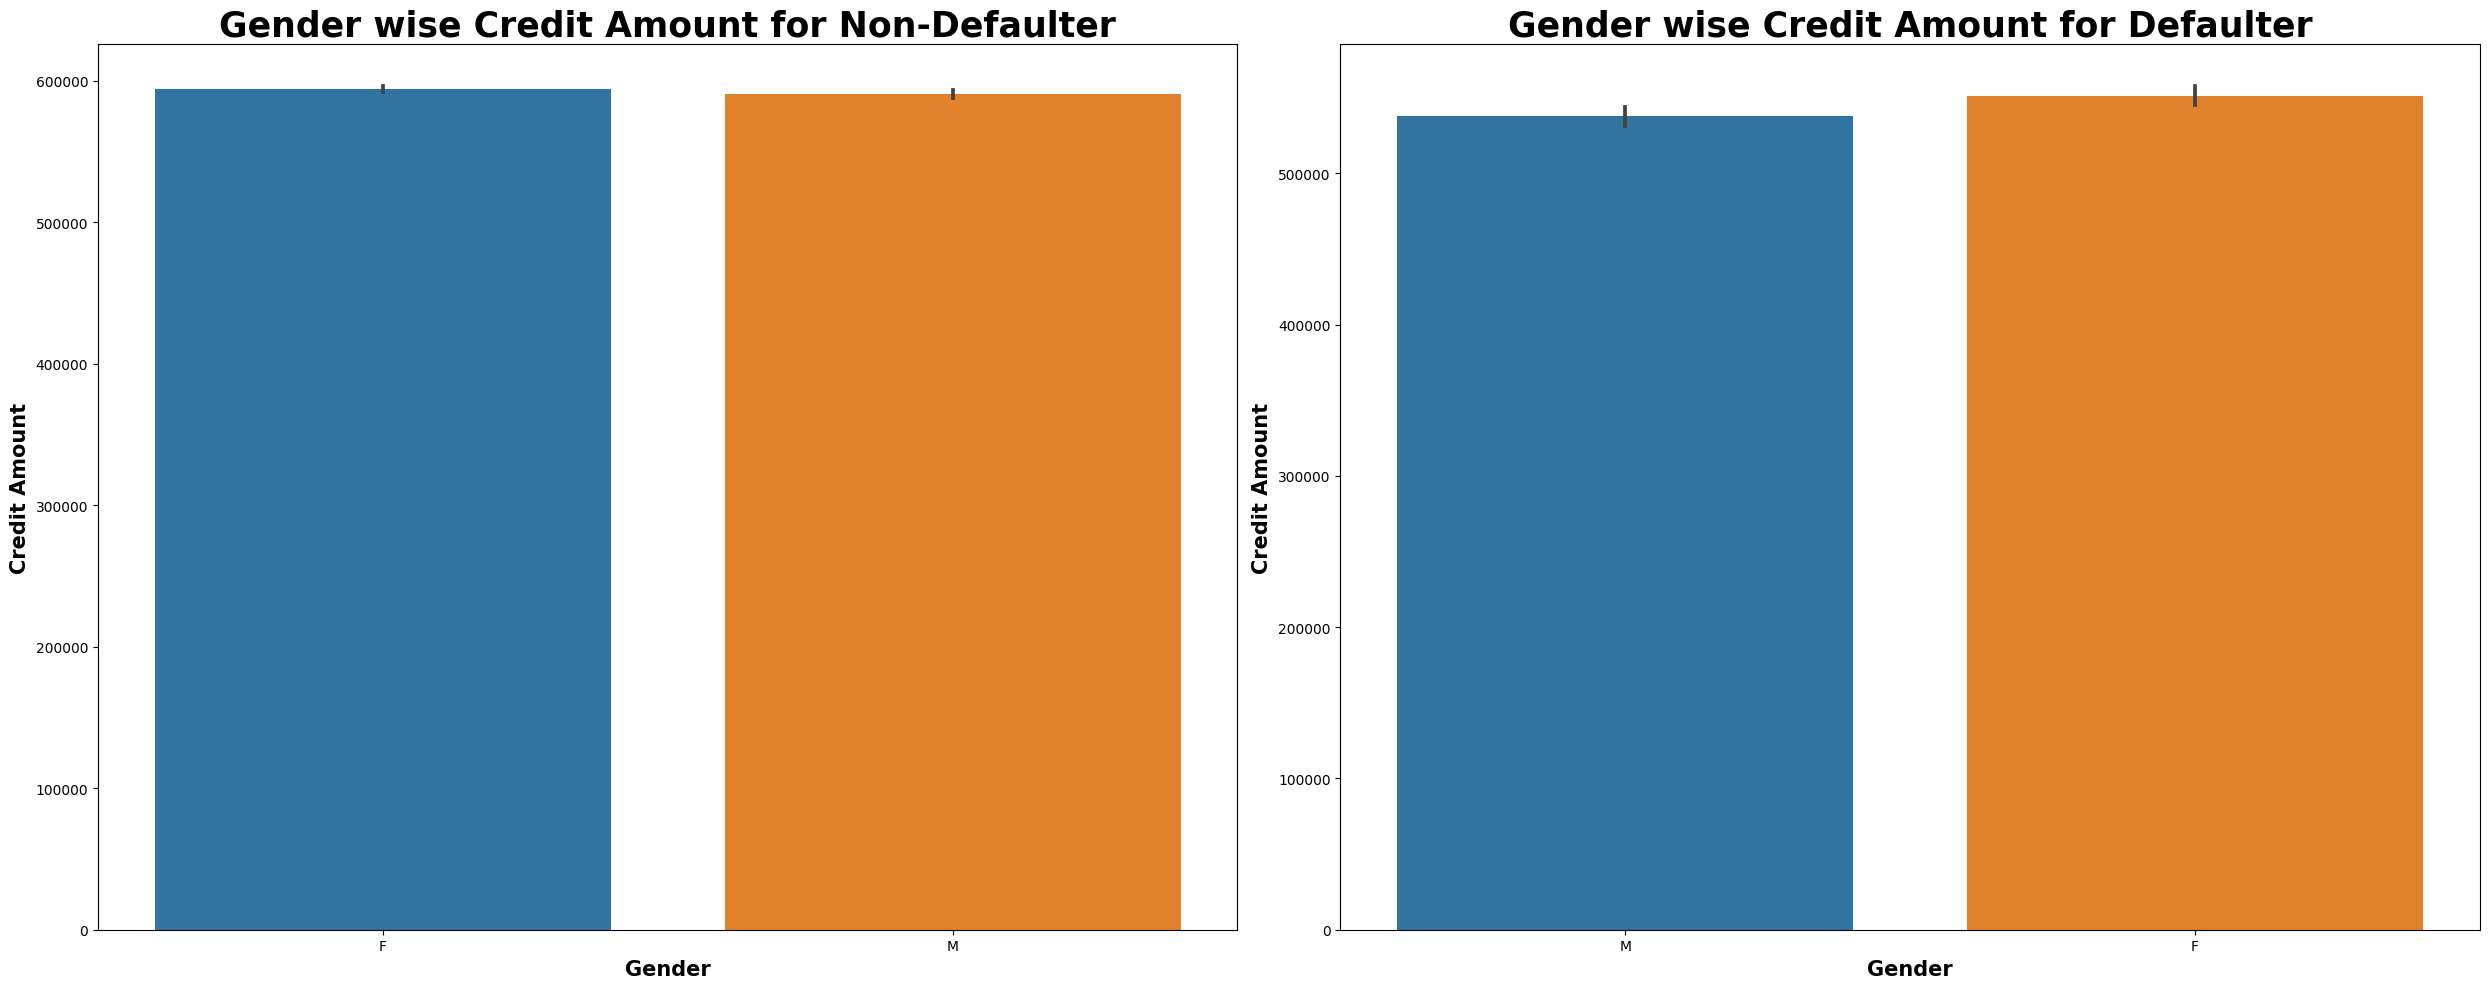 Gender wise Credit Amount for Non-Defaulter
600000
500000
400000
300000
200000
100000
0
Credit Amount
F
M
Gender
Gender wise Credit Amount for Defaulter
500000
400000
300000
200000
100000
0
Credit Amount
M
F
Gender